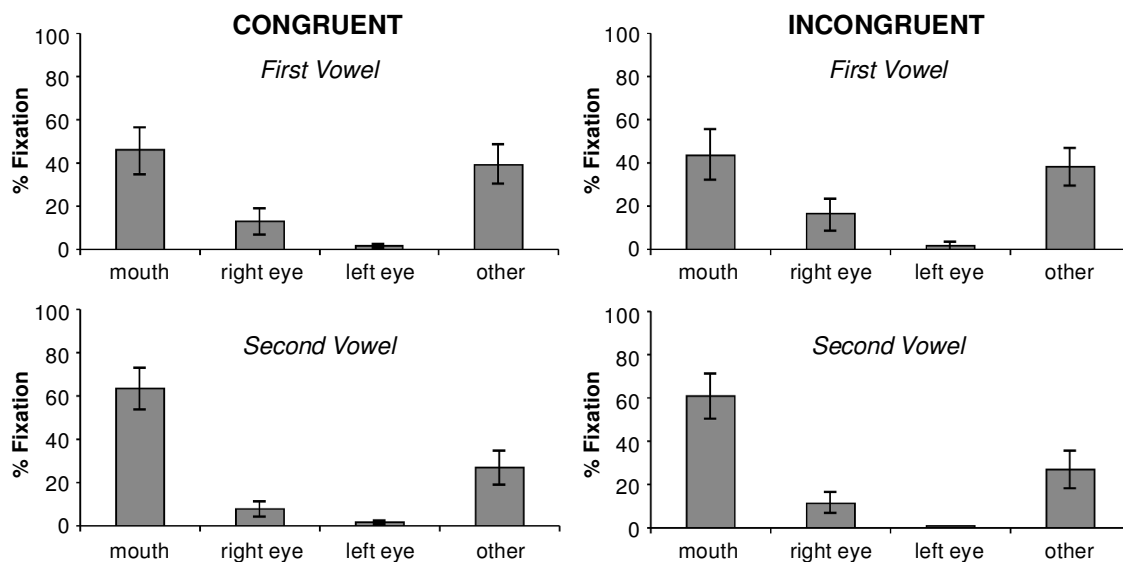 CONGRUENT
First Vowel
% Fixation
100
80
60
40
20
0
mouth right eye left eye other
INCONGRUENT
First Vowel
% Fixation
100
80
60
40
20
0
mouth right eye left eye other
Second Vowel
% Fixation
100
80
60
40
20
0
mouth right eye left eye other
Second Vowel
% Fixation
100
80
60
40
20
0
mouth right eye left eye other